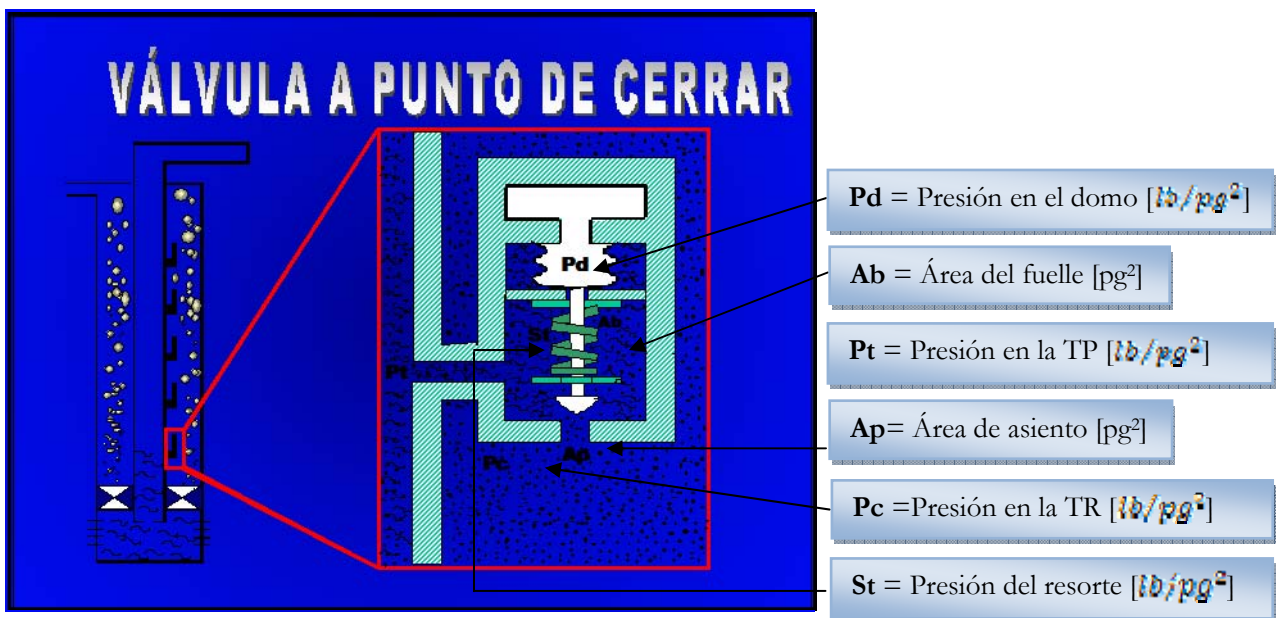 VÁLVULA A PUNTO DE CERRAR
Pd
St
Ab
Pt
Pc
Ap
Pd = Presión en el domo [lb/pg²]
Ab = Área del fuelle [pg²]
Pt = Presión en la TP [lb/pg²]
Ap= Área de asiento [pg²]
Pc =Presión en la TR [lb/pg²]
St = Presión del resorte [lb/pg²]